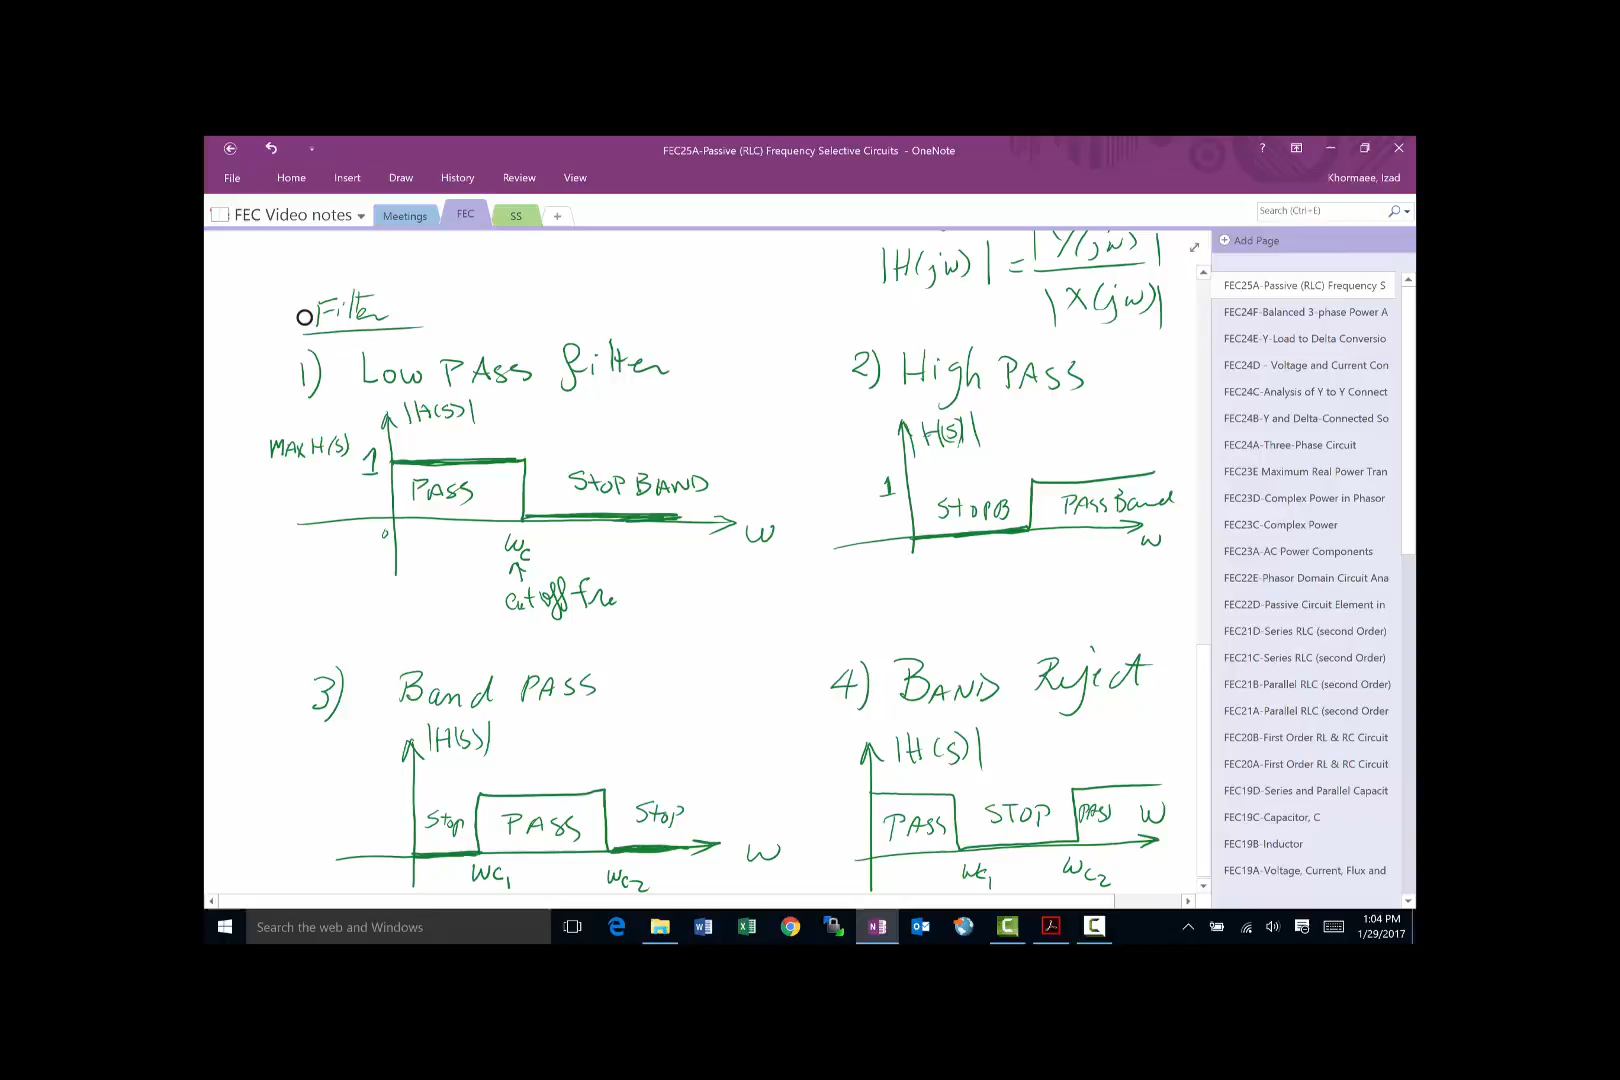 FEC25A-Passive (RLC) Frequency Selective Circuits - OneNote
?
File Home Insert Draw History Review View
Khormaee, Izad
FEC Video notes
Meetings
FEC
SS
+
Search (Ctrl+E)
Add Page
FEC25A-Passive (RLC) Frequency S
FEC24F-Balanced 3-phase Power A
FEC24E-Y-Load to Delta Conversio
FEC24D - Voltage and Current Con
FEC24C-Analysis of Y to Y Connect
FEC24B-Y and Delta-Connected So
FEC24A-Three-Phase Circuit
FEC23E Maximum Real Power Tran
FEC23D-Complex Power in Phasor
FEC23C-Complex Power
FEC23A-AC Power Components
FEC22E-Phasor Domain Circuit Ana
FEC22D-Passive Circuit Element in
FEC21D-Series RLC (second Order)
FEC21C-Series RLC (second Order)
FEC21B-Parallel RLC (second Order)
FEC21A-Parallel RLC (second Order
FEC20B-First Order RL & RC Circuit
FEC20A-First Order RL & RC Circuit
FEC19D-Series and Parallel Capacit
FEC19C-Capacitor, C
FEC19B-Inductor
FEC19A-Voltage, Current, Flux and
|H(jω)| = |Y(jω)| / |X(jω)|
Filter
1) Low PASS filter
|H(S)|
MAX H(S) 1
PASS
STOP BAND
0
ωc
ω
cut off fre
2) High PASS
H(S)|
1
STOPB
PASS Band
ω
3) Band PASS
|H(S)|
Stop
PASS
Stop
ωc1
ωc2
ω
4) BAND Reject
|H(S)|
PASS
STOP
PASS
ω
ωc1
ωc2
Search the web and Windows
1:04 PM
1/29/2017